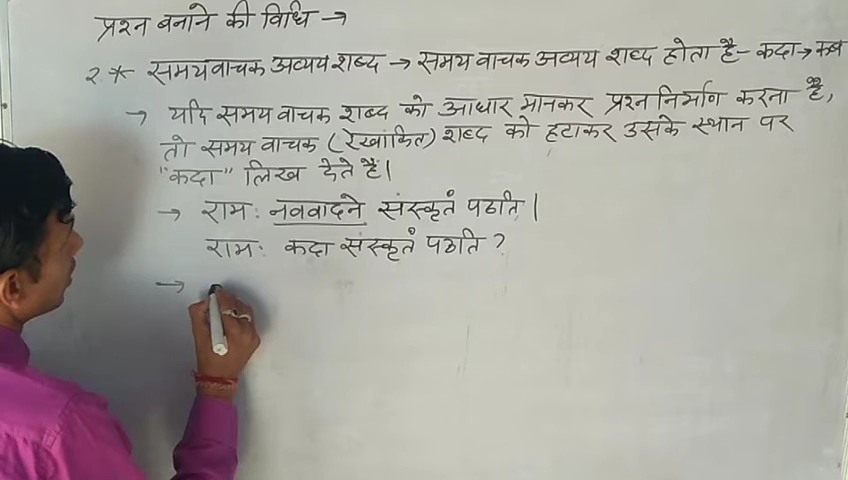 प्रश्न बनाने की विधि →
2.* समयवाचक अव्यय शब्द → समय वाचक अव्यय शब्द होता है - कदा → कब
→ यदि समय वाचक शब्द को आधार मानकर प्रश्न निर्माण करना है,
तो समय वाचक (रेखांकित) शब्द को हटाकर उसके स्थान पर
"कदा" लिख देते हैं।
→ रामः नववादने संस्कृतं पठति।
रामः कदा संस्कृतं पठति ?
→